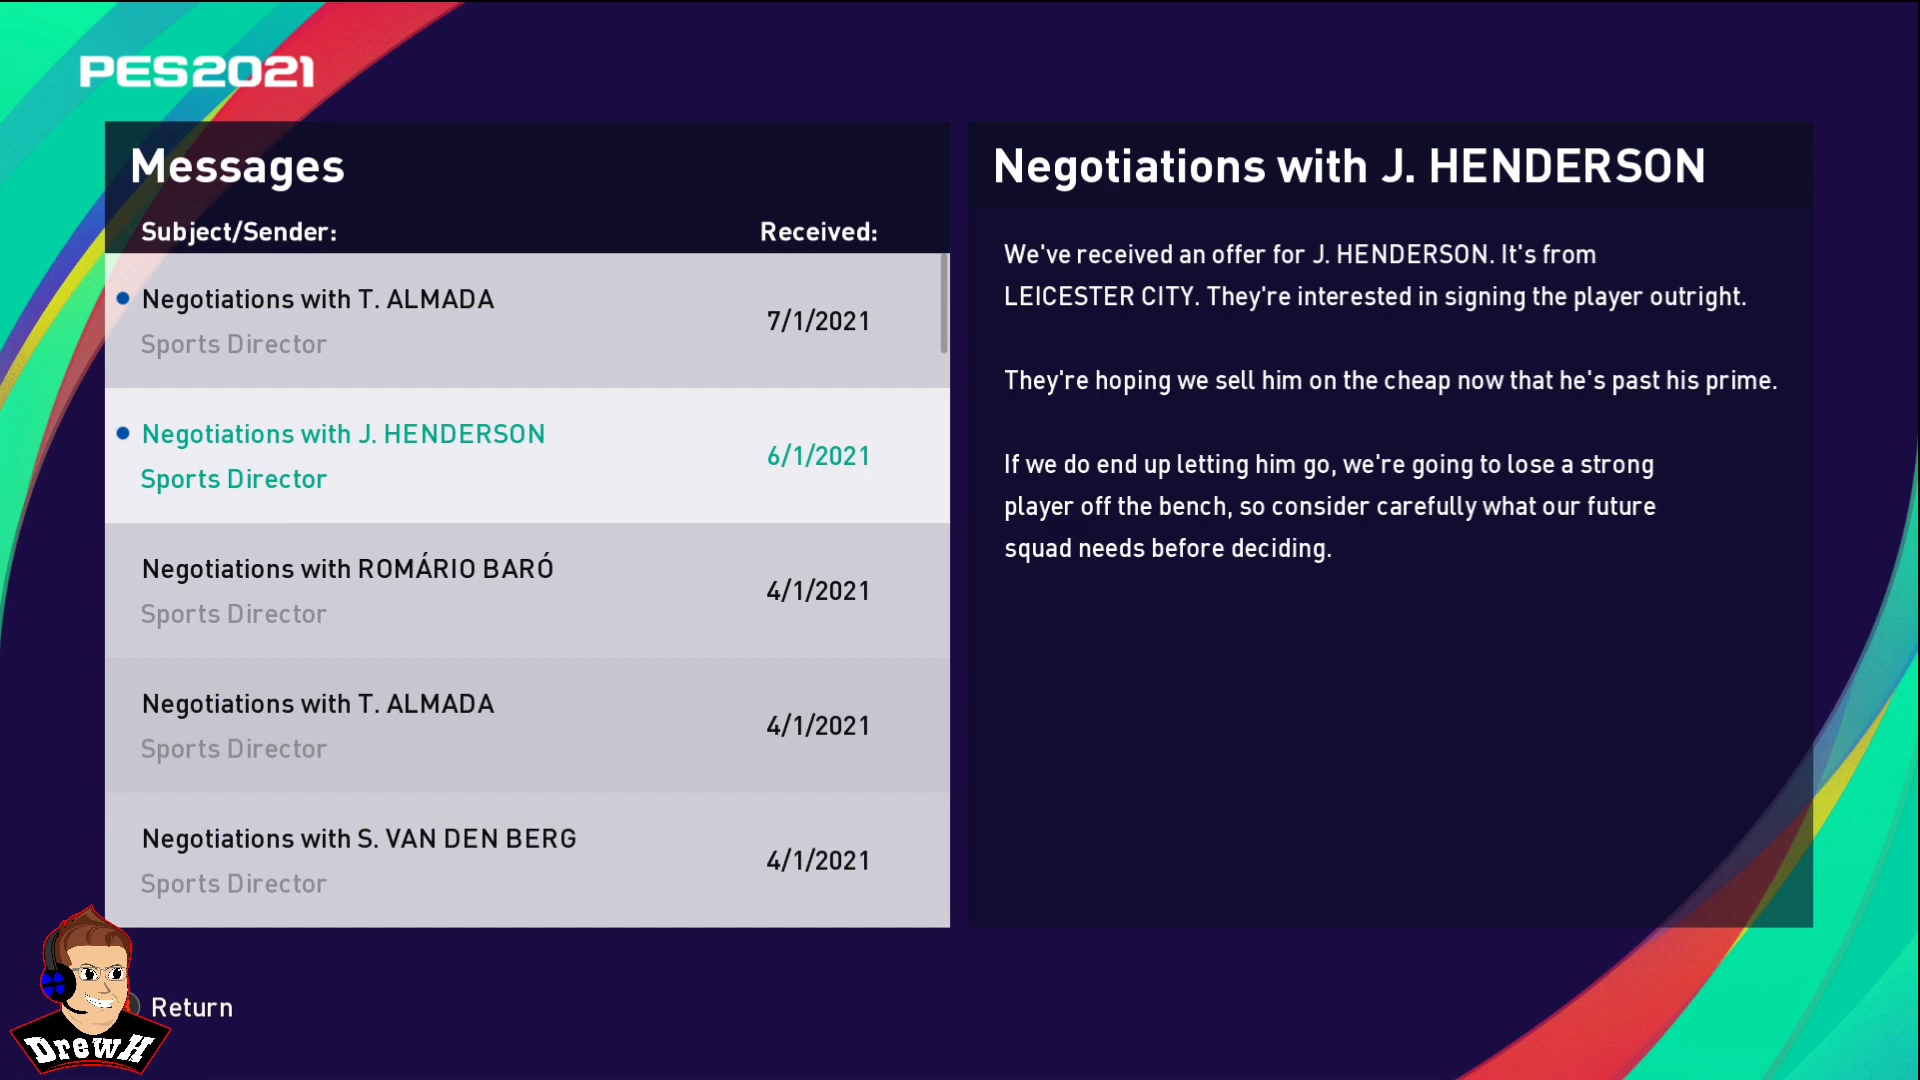 PES2021
Messages
Subject/Sender: Received:
Negotiations with T. ALMADA
Sports Director
7/1/2021
Negotiations with J. HENDERSON
Sports Director
6/1/2021
Negotiations with ROMÁRIO BARÓ
Sports Director
4/1/2021
Negotiations with T. ALMADA
Sports Director
4/1/2021
Negotiations with S. VAN DEN BERG
Sports Director
4/1/2021
Negotiations with J. HENDERSON
We've received an offer for J. HENDERSON. It's from
LEICESTER CITY. They're interested in signing the player outright.
They're hoping we sell him on the cheap now that he's past his prime.
If we do end up letting him go, we're going to lose a strong
player off the bench, so consider carefully what our future
squad needs before deciding.
Return
DrewH